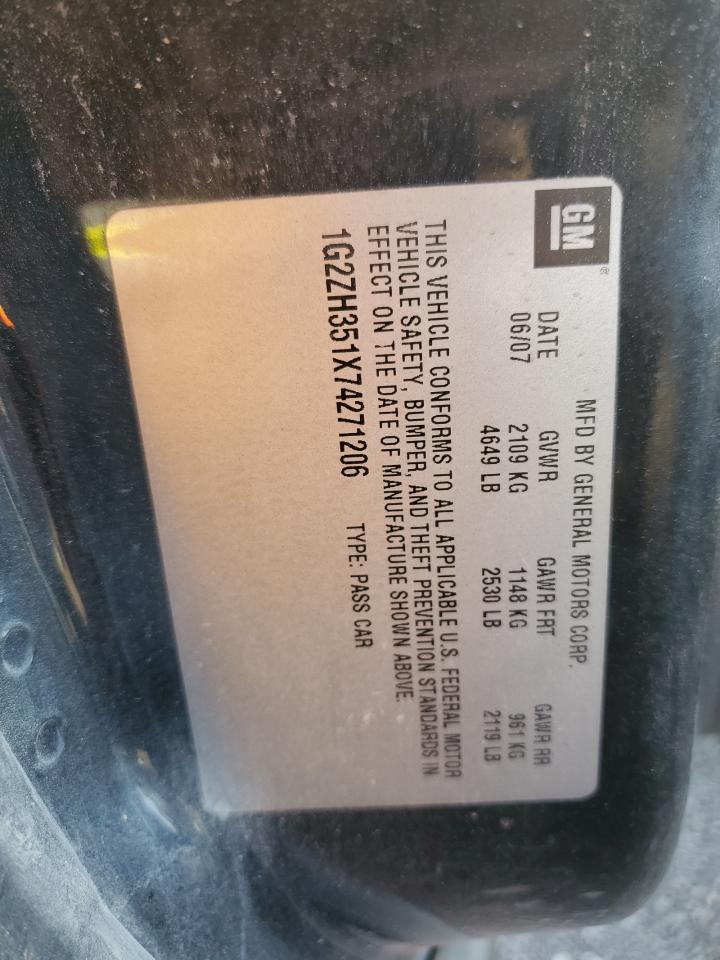 GM
®
MFD BY GENERAL MOTORS CORP.
DATE GVWR GAWR FRT GAWR RR
06/07 2109 KG 1148 KG 961 KG
4649 LB 2530 LB 2119 LB
THIS VEHICLE CONFORMS TO ALL APPLICABLE U.S. FEDERAL MOTOR
VEHICLE SAFETY, BUMPER, AND THEFT PREVENTION STANDARDS IN
EFFECT ON THE DATE OF MANUFACTURE SHOWN ABOVE.
1G2ZH351X74271206 TYPE: PASS CAR